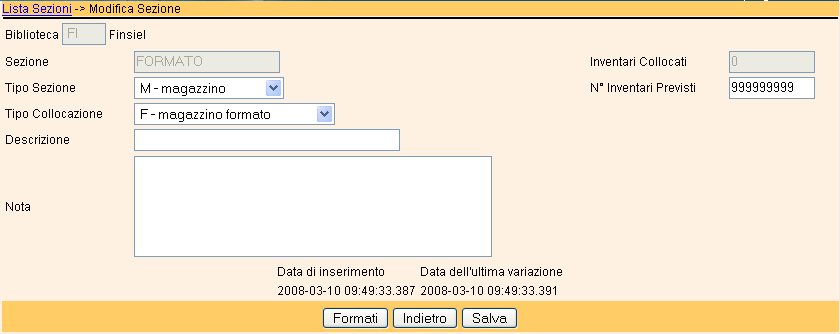 Lista Sezioni -> Modifica Sezione
Biblioteca FI Finsiel
Sezione FORMATO Inventari Collocati 0
Tipo Sezione M - magazzino N° Inventari Previsti 999999999
Tipo Collocazione F - magazzino formato
Descrizione
Nota
Data di inserimento Data dell'ultima variazione
2008-03-10 09:49:33.387 2008-03-10 09:49:33.391
Formati Indietro Salva